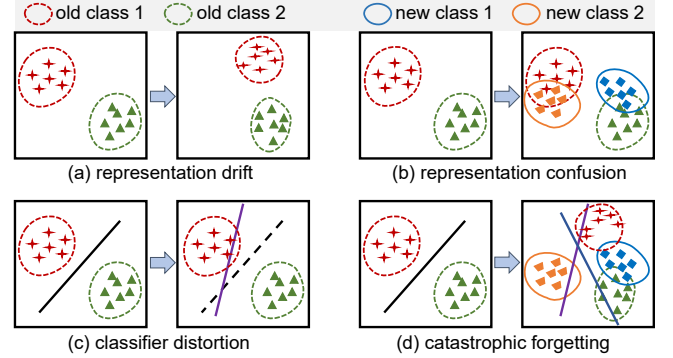 old class 1 old class 2 new class 1 new class 2
(a) representation drift (b) representation confusion
(c) classifier distortion (d) catastrophic forgetting